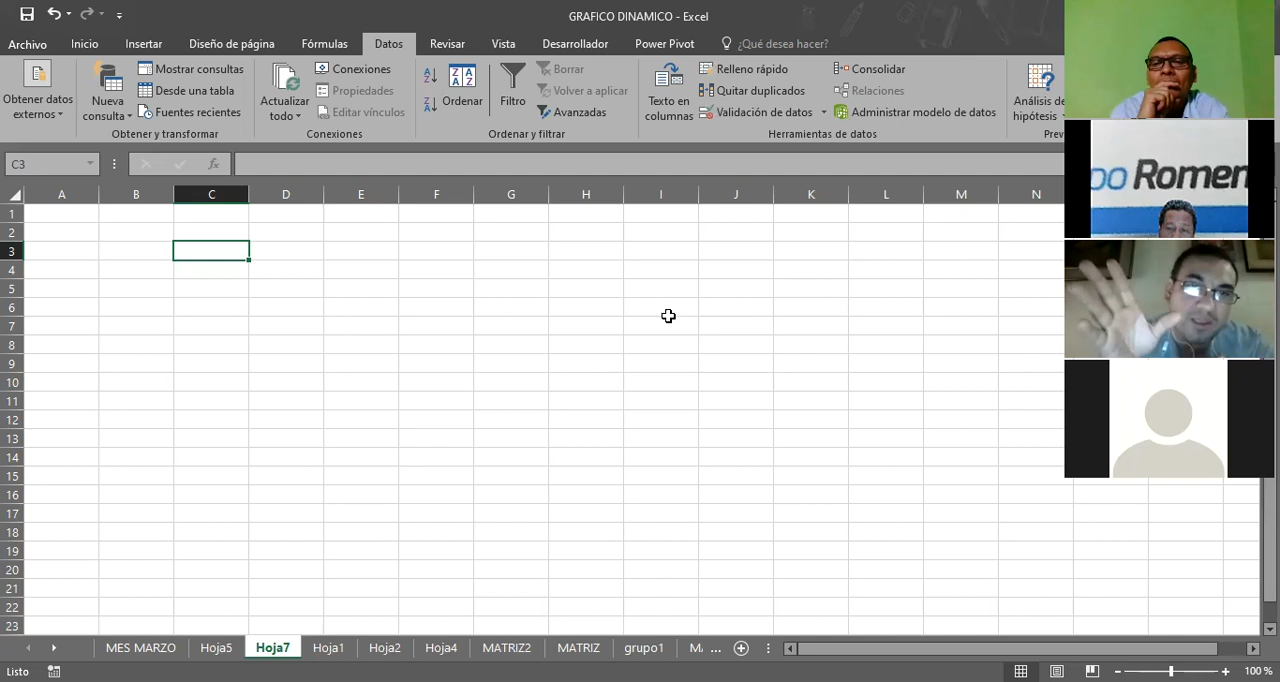 GRAFICO DINAMICO - Excel
Archivo Inicio Insertar Diseño de página Fórmulas Datos Revisar Vista Desarrollador Power Pivot ¿Qué desea hacer?
Obtener datos externos
Nueva consulta
Mostrar consultas
Desde una tabla
Fuentes recientes
Obtener y transformar
Actualizar todo
Conexiones
Propiedades
Editar vínculos
Conexiones
Ordenar
Filtro
Borrar
Volver a aplicar
Avanzadas
Ordenar y filtrar
Texto en columnas
Relleno rápido
Quitar duplicados
Validación de datos
Consolidar
Relaciones
Administrar modelo de datos
Herramientas de datos
Análisis de hipótesis
Prev
C3
fx
A B C D E F G H I J K L M N
1
2
3
4
5
6
7
8
9
10
11
12
13
14
15
16
17
18
19
20
21
22
23
MES MARZO Hoja5 Hoja7 Hoja1 Hoja2 Hoja4 MATRIZ2 MATRIZ grupo1 ...
Listo
100 %
Romen